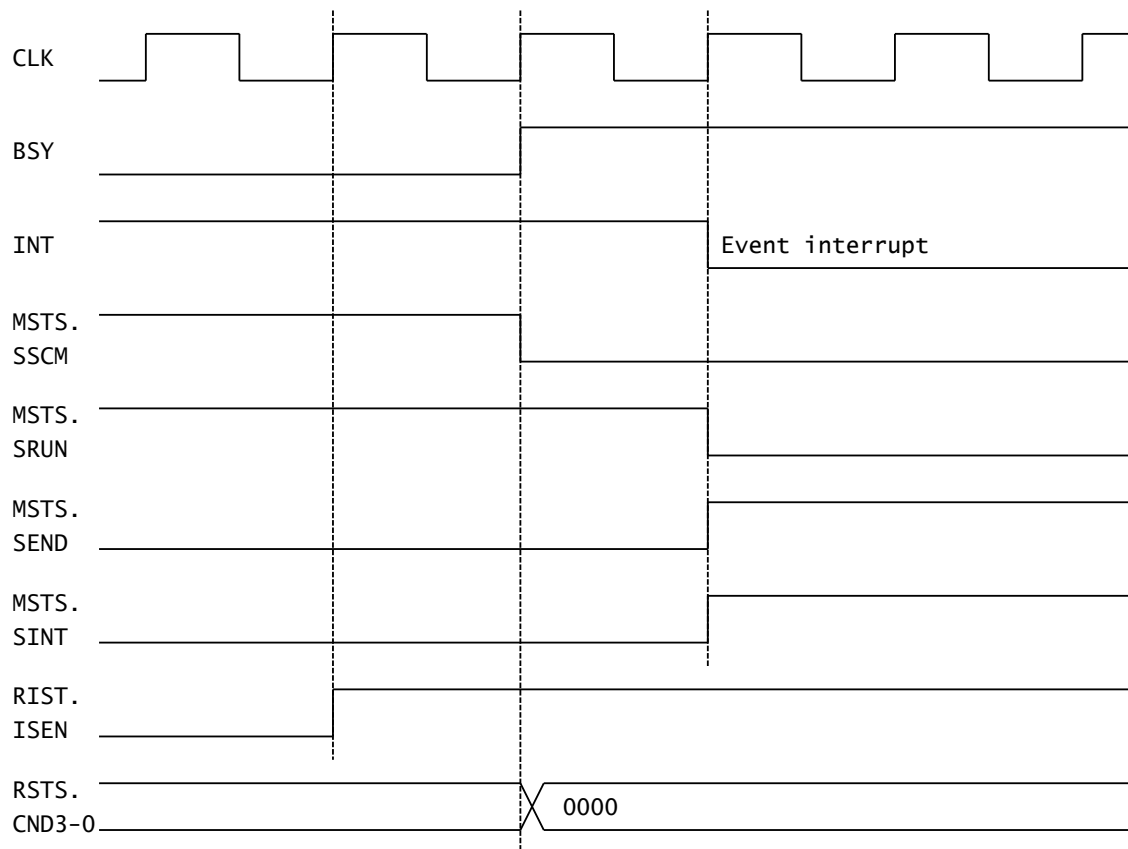 CLK
BSY
INT
Event interrupt
MSTS.
SSCM
MSTS.
SRUN
MSTS.
SEND
MSTS.
SINT
RIST.
ISEN
RSTS.
CND3-0
0000